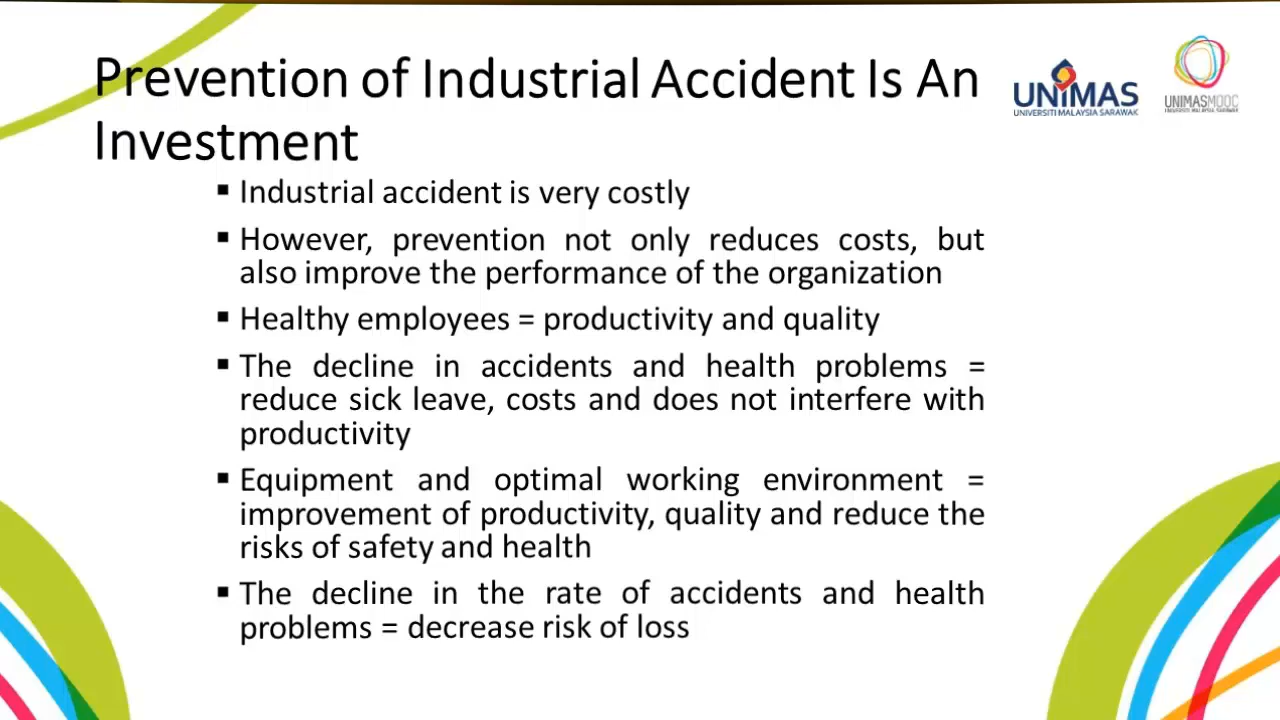 Prevention of Industrial Accident Is An
Investment
UNIMAS
UNIVERSITI MALAYSIA SARAWAK
UNIMASMOOC
UNIVERSITI MALAYSIA SARAWAK
▪ Industrial accident is very costly
▪ However, prevention not only reduces costs, but
also improve the performance of the organization
▪ Healthy employees = productivity and quality
▪ The decline in accidents and health problems =
reduce sick leave, costs and does not interfere with
productivity
▪ Equipment and optimal working environment =
improvement of productivity, quality and reduce the
risks of safety and health
▪ The decline in the rate of accidents and health
problems = decrease risk of loss